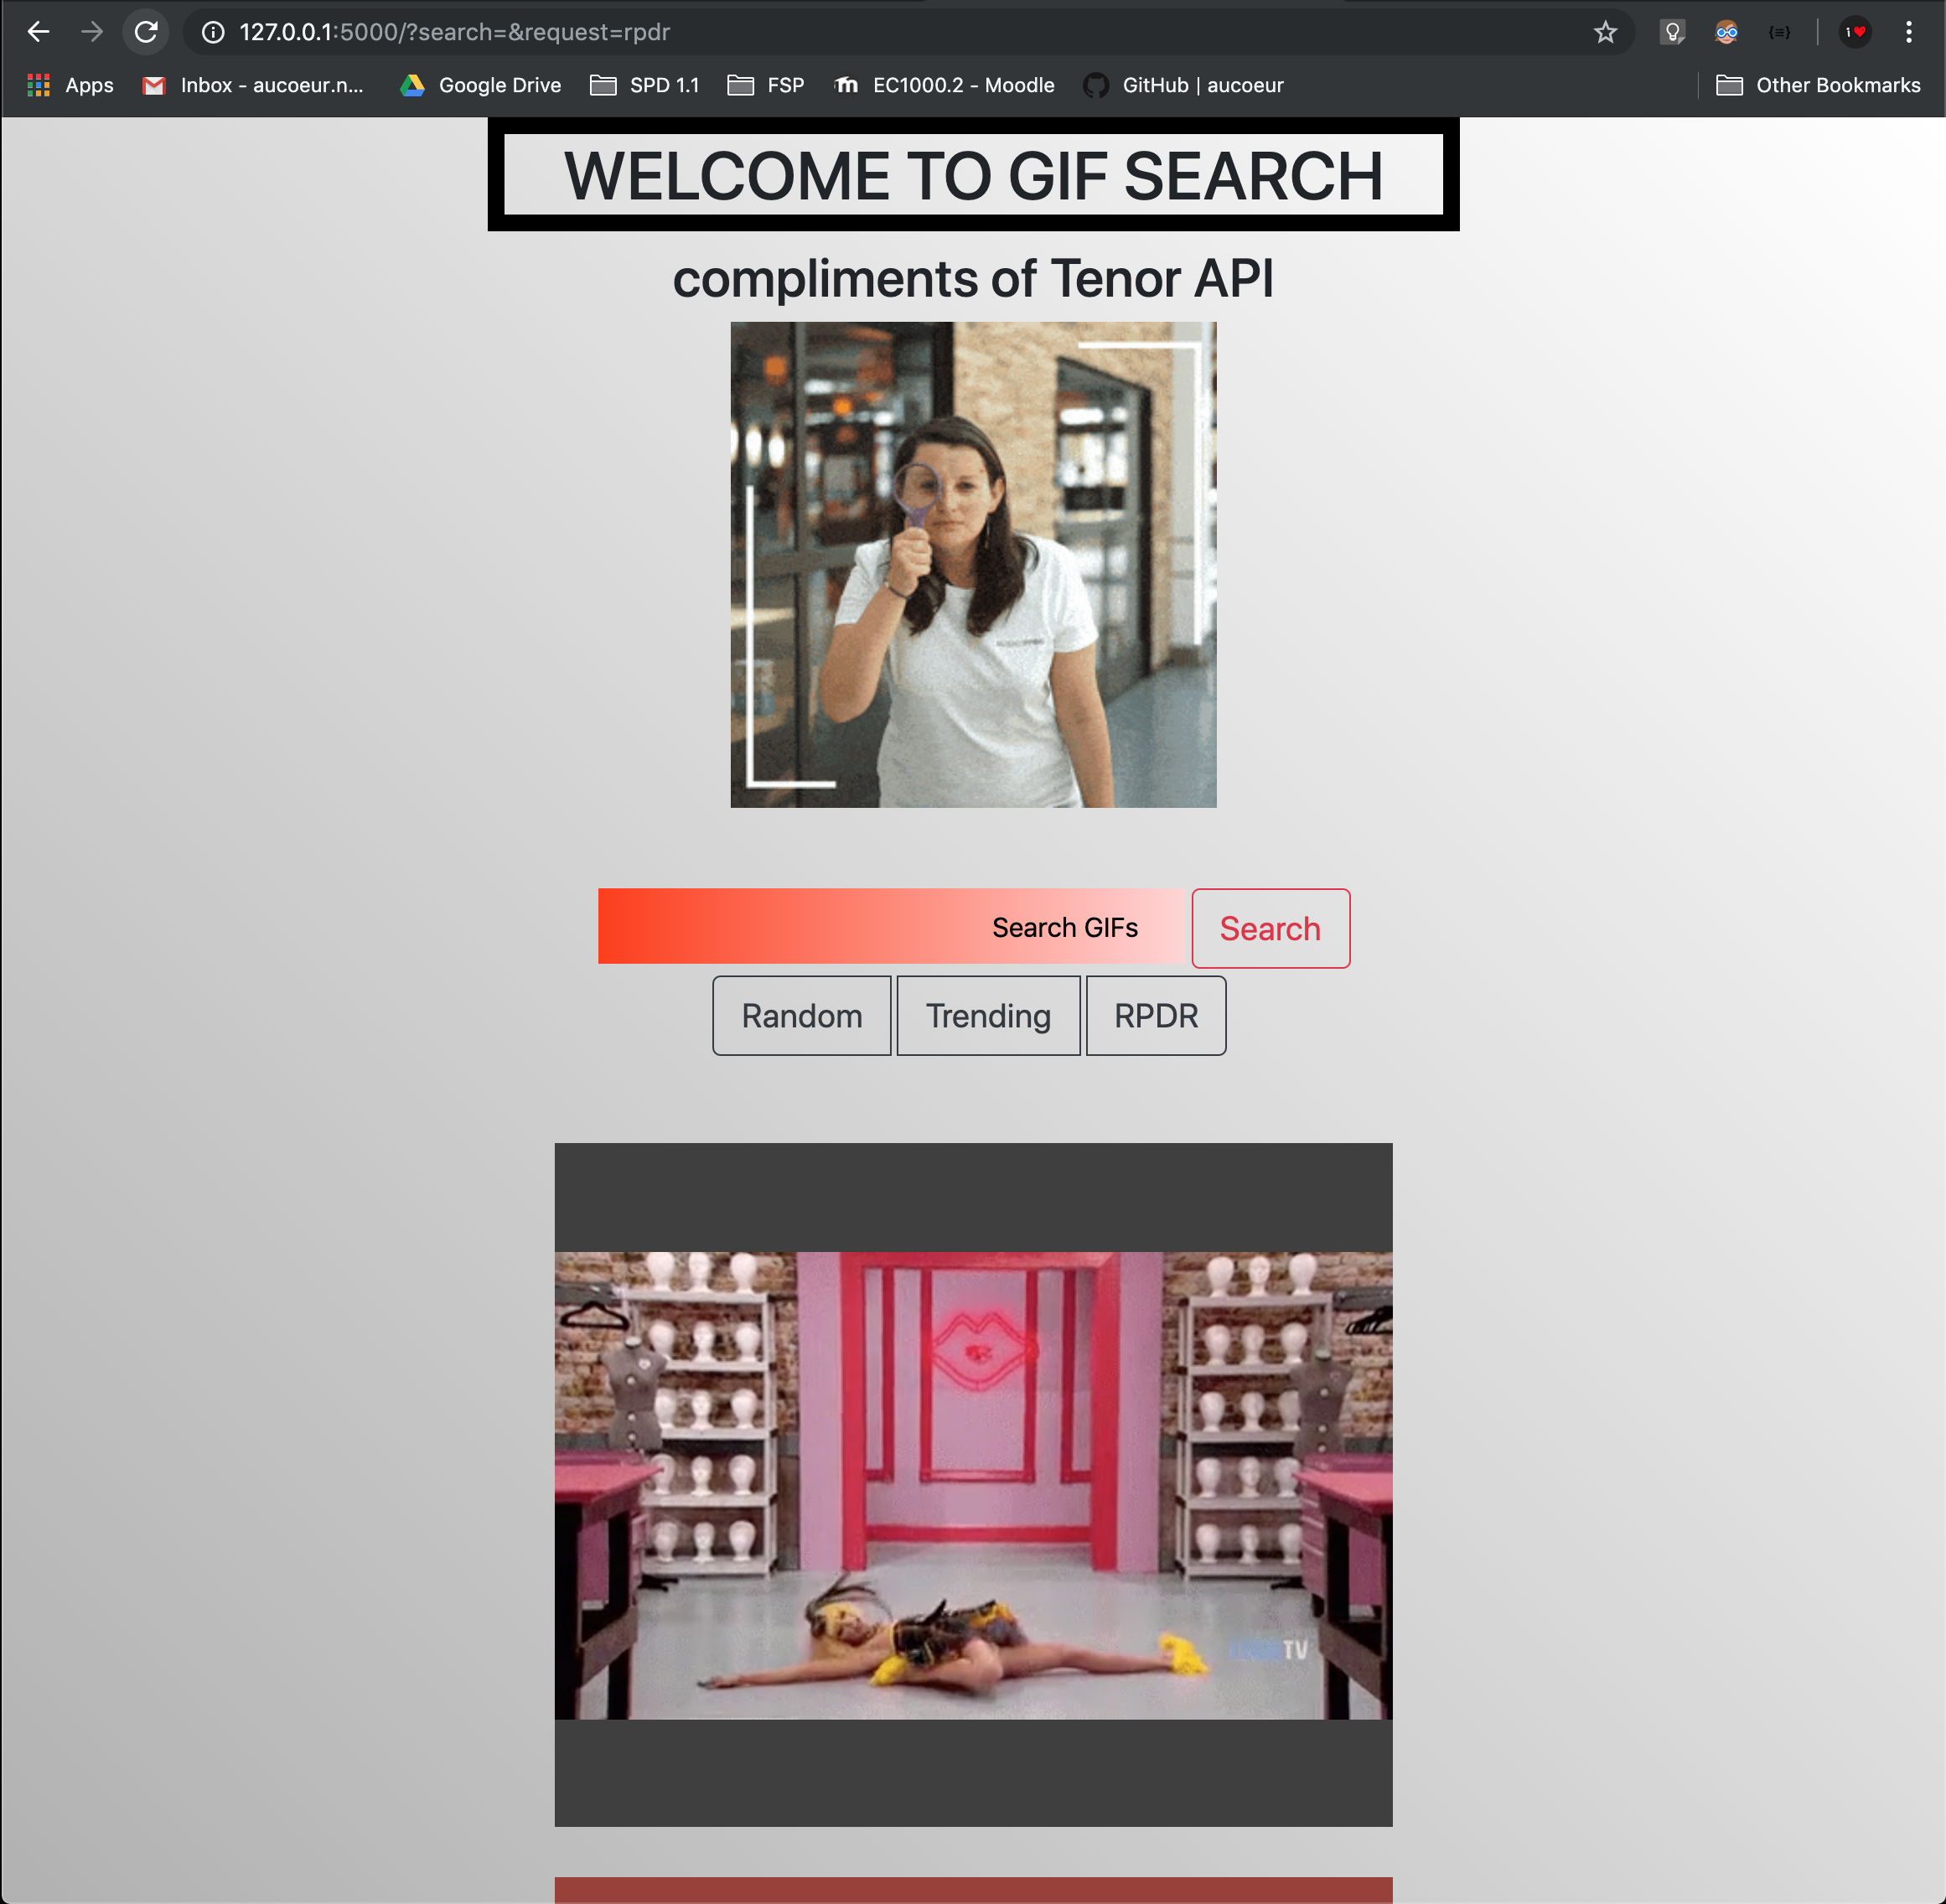 127.0.0.1:5000/?search=&request=rpdr
Apps Inbox - aucoeur.n... Google Drive SPD 1.1 FSP EC1000.2 - Moodle GitHub | aucoeur Other Bookmarks
WELCOME TO GIF SEARCH
compliments of Tenor API
Search GIFs Search
Random Trending RPDR
TV